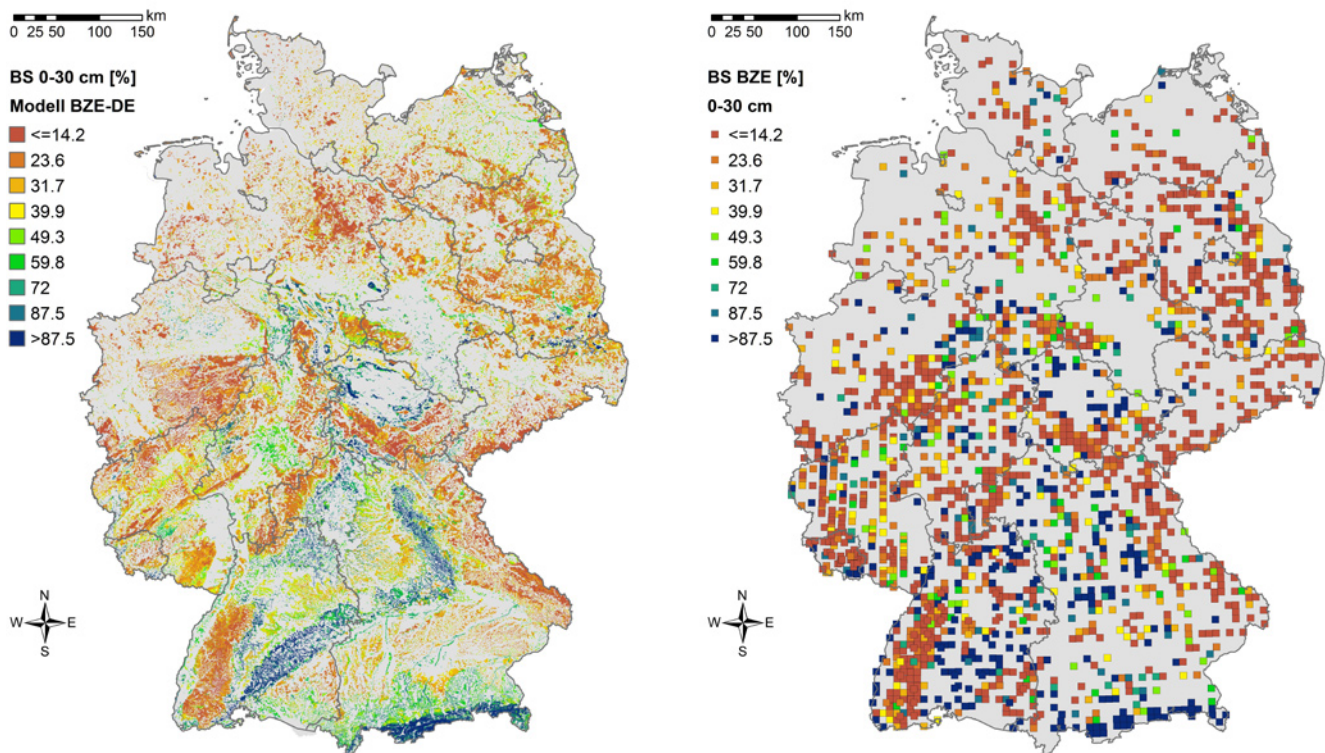 km
0 25 50 100 150
BS 0-30 cm [%]
Modell BZE-DE
<=14.2
23.6
31.7
39.9
49.3
59.8
72
87.5
>87.5
N
W E
S
km
0 25 50 100 150
BS BZE [%]
0-30 cm
<=14.2
23.6
31.7
39.9
49.3
59.8
72
87.5
>87.5
N
W E
S